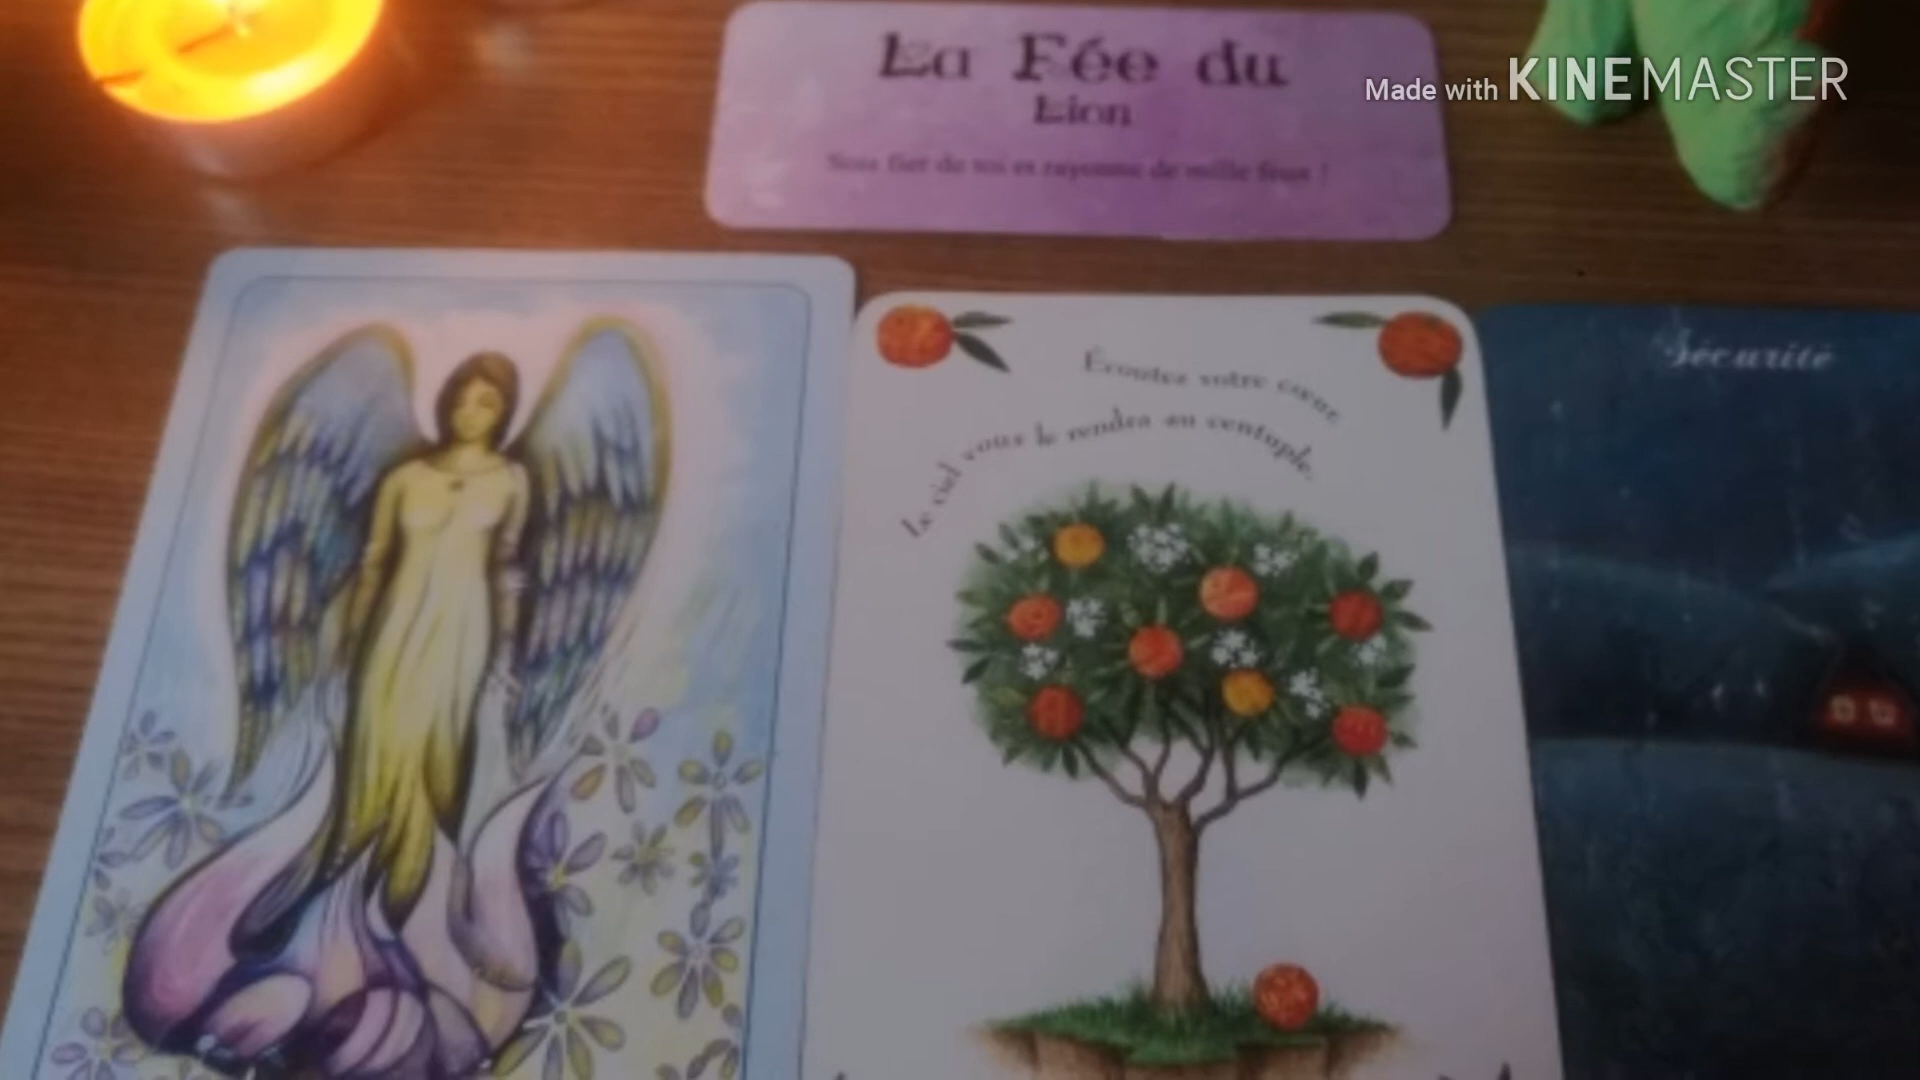 La Fée du
Lion
Sois fier de toi et rayonne de mille feux !
Made with KINEMASTER
Écoutez votre cœur,
Le ciel vous le rendra au centuple.
Sécurité